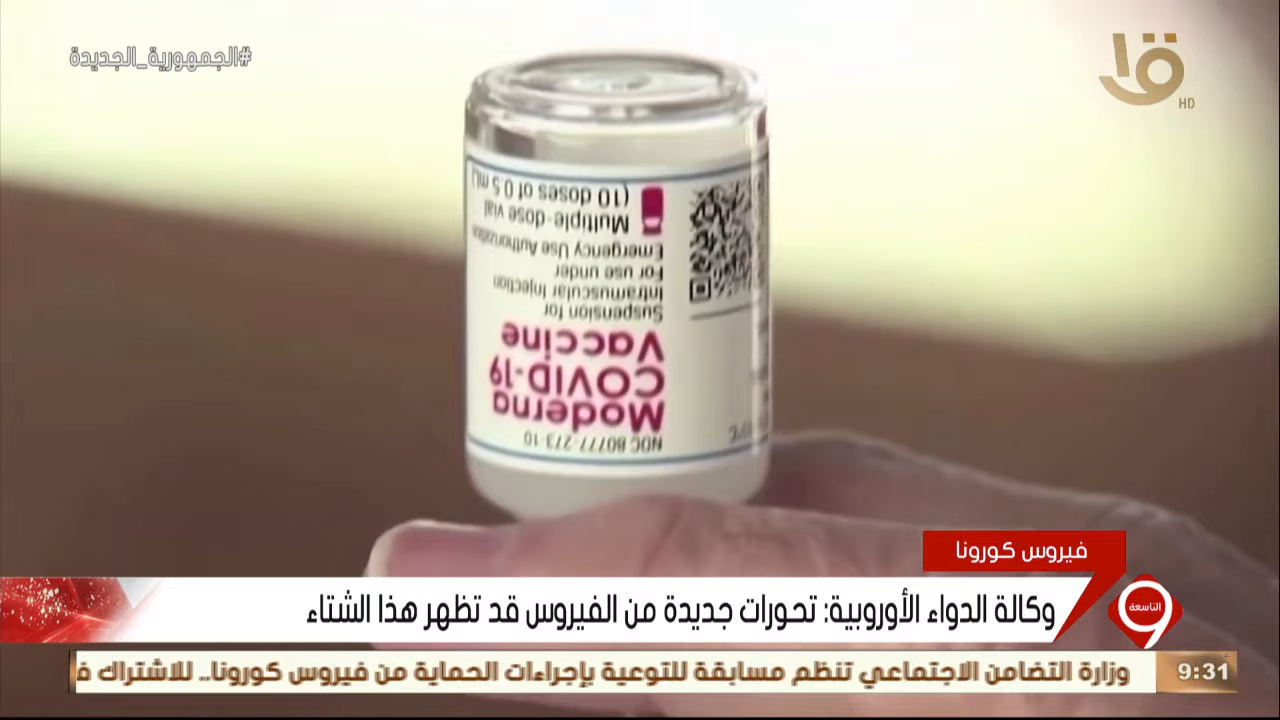 #الجمهورية_الجديدة
HD
(10 doses of 0.5 mL)
Multiple-dose vial
Emergency Use Authorization
For use under
Intramuscular Injection
Suspension for
Vaccine
COVID-19
Moderna
NDC 80777-273-10
فيروس كورونا
التاسعة
وكالة الدواء الأوروبية: تحورات جديدة من الفيروس قد تظهر هذا الشتاء
9:31
وزارة التضامن الاجتماعي تنظم مسابقة للتوعية بإجراءات الحماية من فيروس كورونا.. للاشتراك